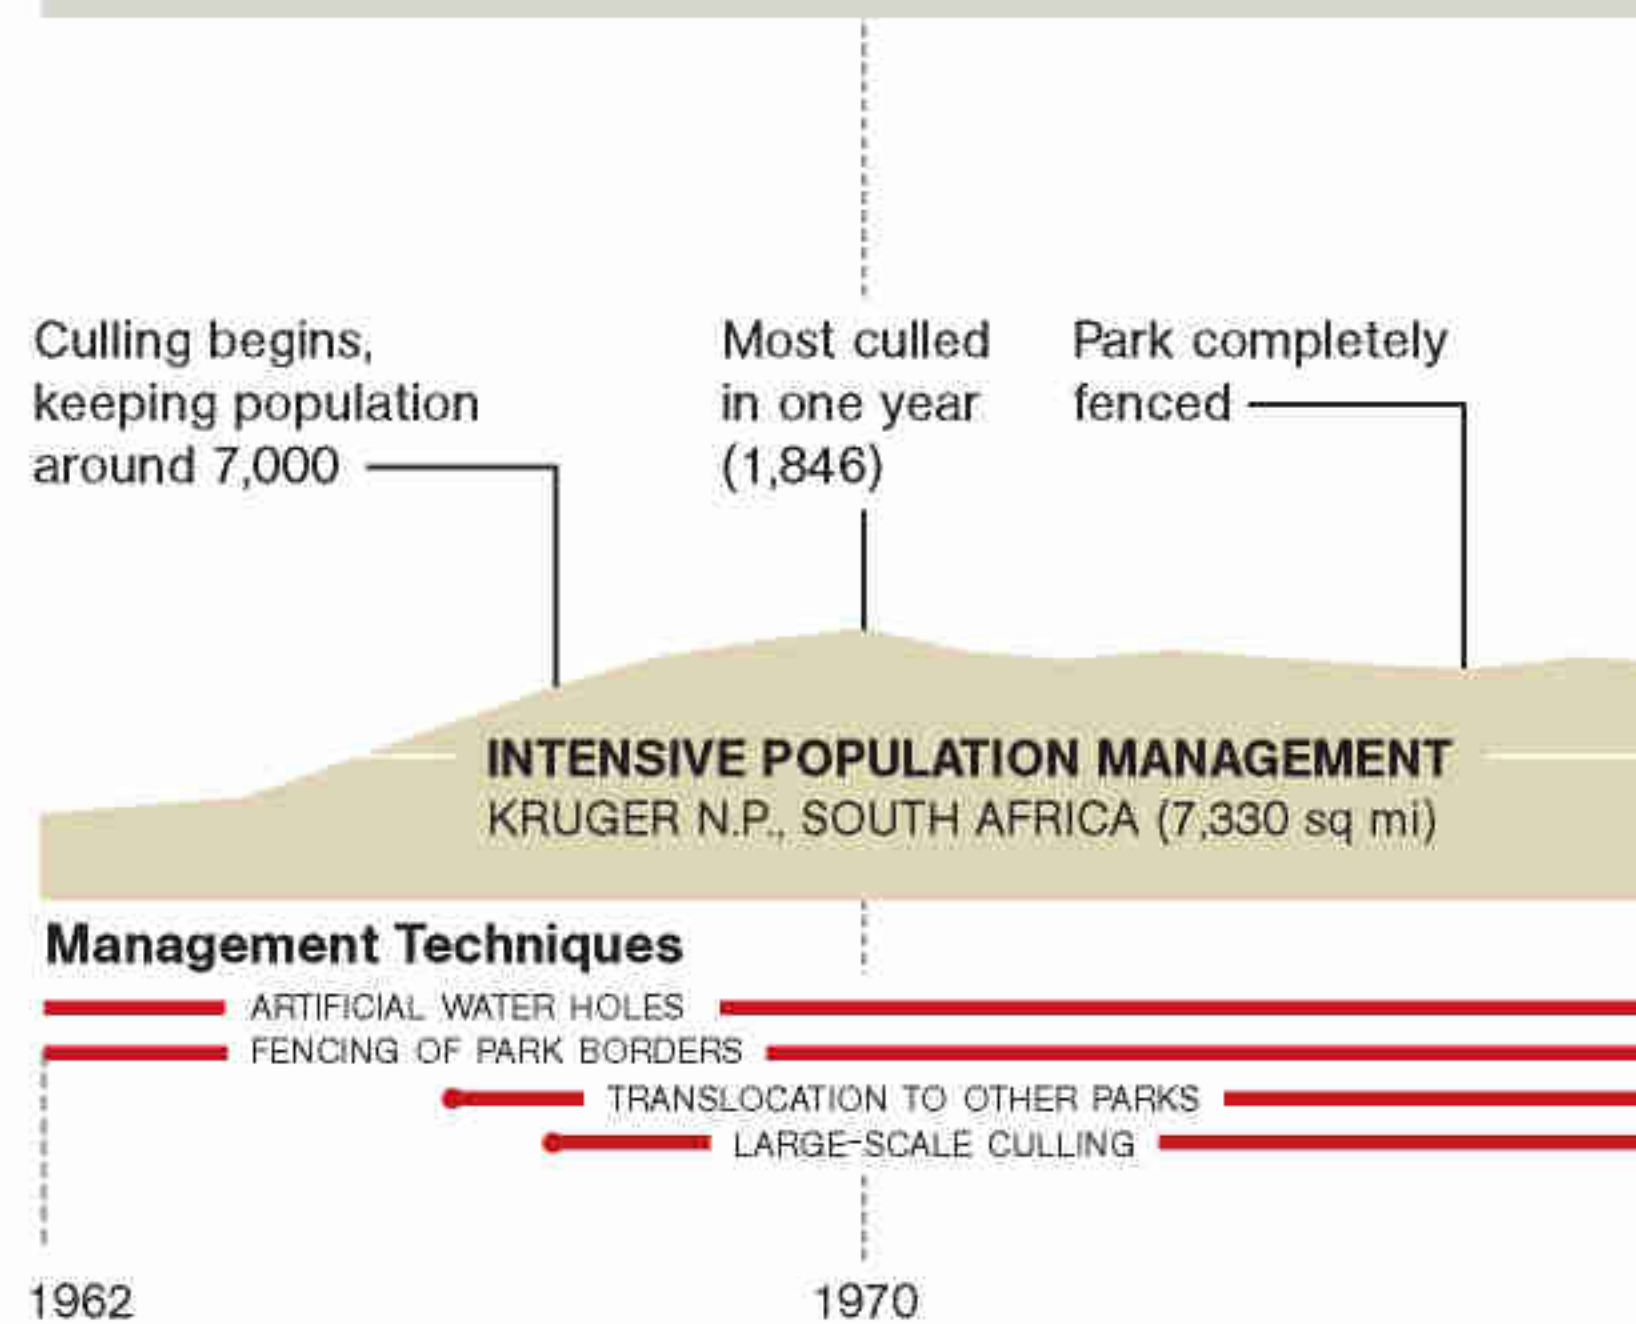 Culling begins,
keeping population
around 7,000
Most culled
in one year
(1,846)
Park completely
fenced
INTENSIVE POPULATION MANAGEMENT
KRUGER N.P., SOUTH AFRICA (7,330 sq mi)
Management Techniques
ARTIFICIAL WATER HOLES
FENCING OF PARK BORDERS
TRANSLOCATION TO OTHER PARKS
LARGE-SCALE CULLING
1962
1970